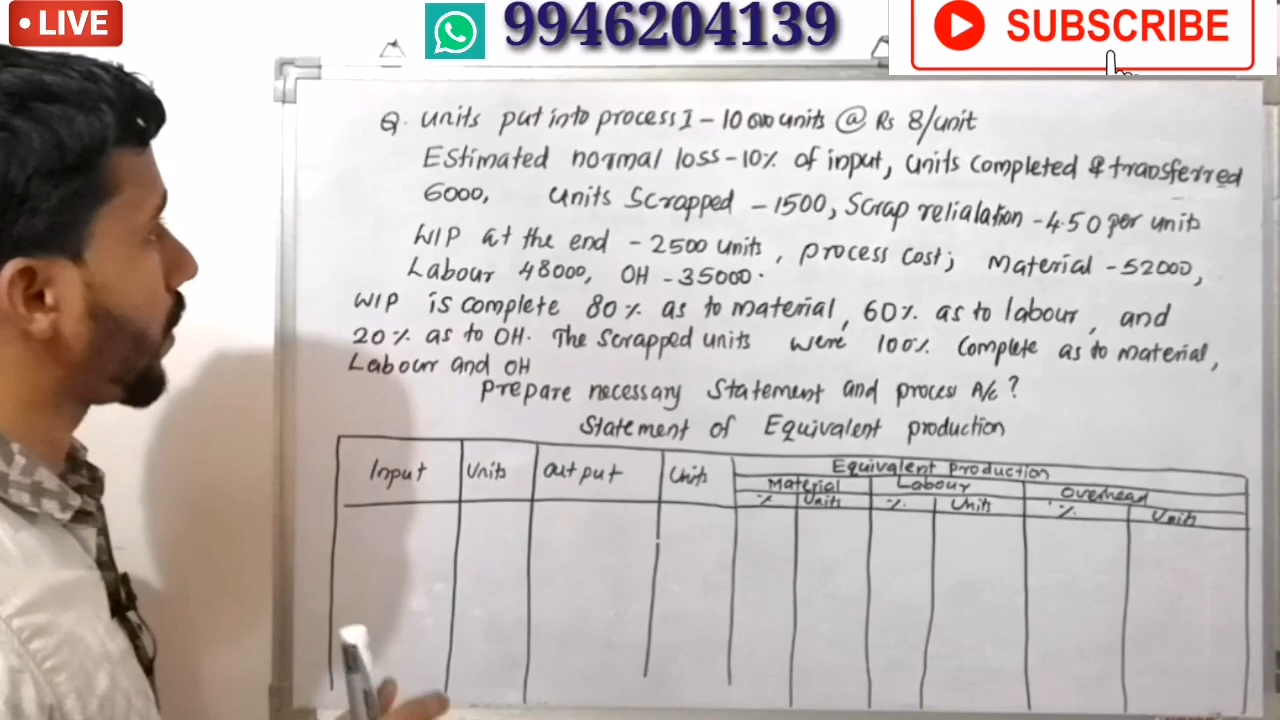 LIVE
9946204139
SUBSCRIBE
Q. Units put into process I - 10000 units @ Rs 8/unit
Estimated normal loss - 10% of input, Units completed & transferred
6000, Units Scrapped - 1500, Scrap relialation - 4.50 per unit
WIP at the end - 2500 units, process cost; Material - 52000,
Labour 48000, OH - 35000.
WIP is complete 80% as to material, 60% as to labour, and
20% as to OH. The Scrapped units were 100% complete as to material,
Labour and OH
Prepare necessary Statement and process A/c?
Statement of Equivalent production
Input Units Output Units Equivalent production
Material Labour Overhead
% Units % Units % Units